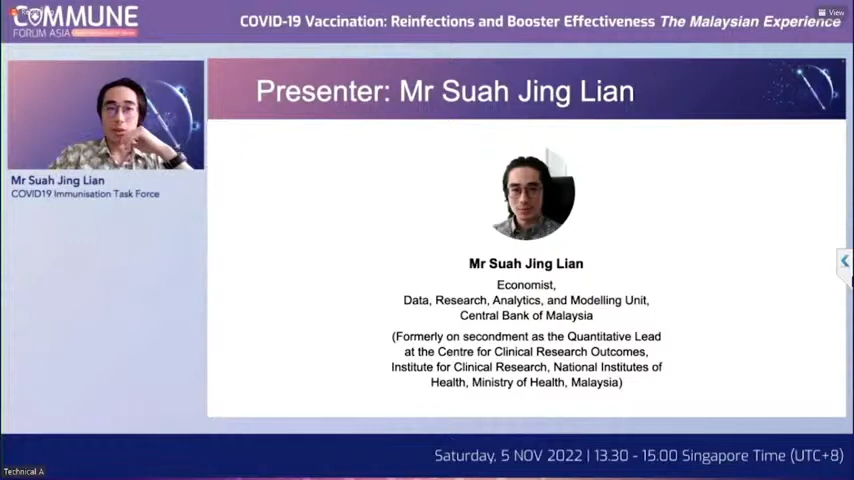 COMMUNE
FORUM ASIA
COVID-19 Vaccination: Reinfections and Booster Effectiveness The Malaysian Experience
View
Presenter: Mr Suah Jing Lian
Mr Suah Jing Lian
COVID19 Immunisation Task Force
Mr Suah Jing Lian
Economist,
Data, Research, Analytics, and Modelling Unit,
Central Bank of Malaysia
(Formerly on secondment as the Quantitative Lead
at the Centre for Clinical Research Outcomes,
Institute for Clinical Research, National Institutes of
Health, Ministry of Health, Malaysia)
Saturday, 5 NOV 2022 | 13.30 - 15.00 Singapore Time (UTC+8)
Technical A